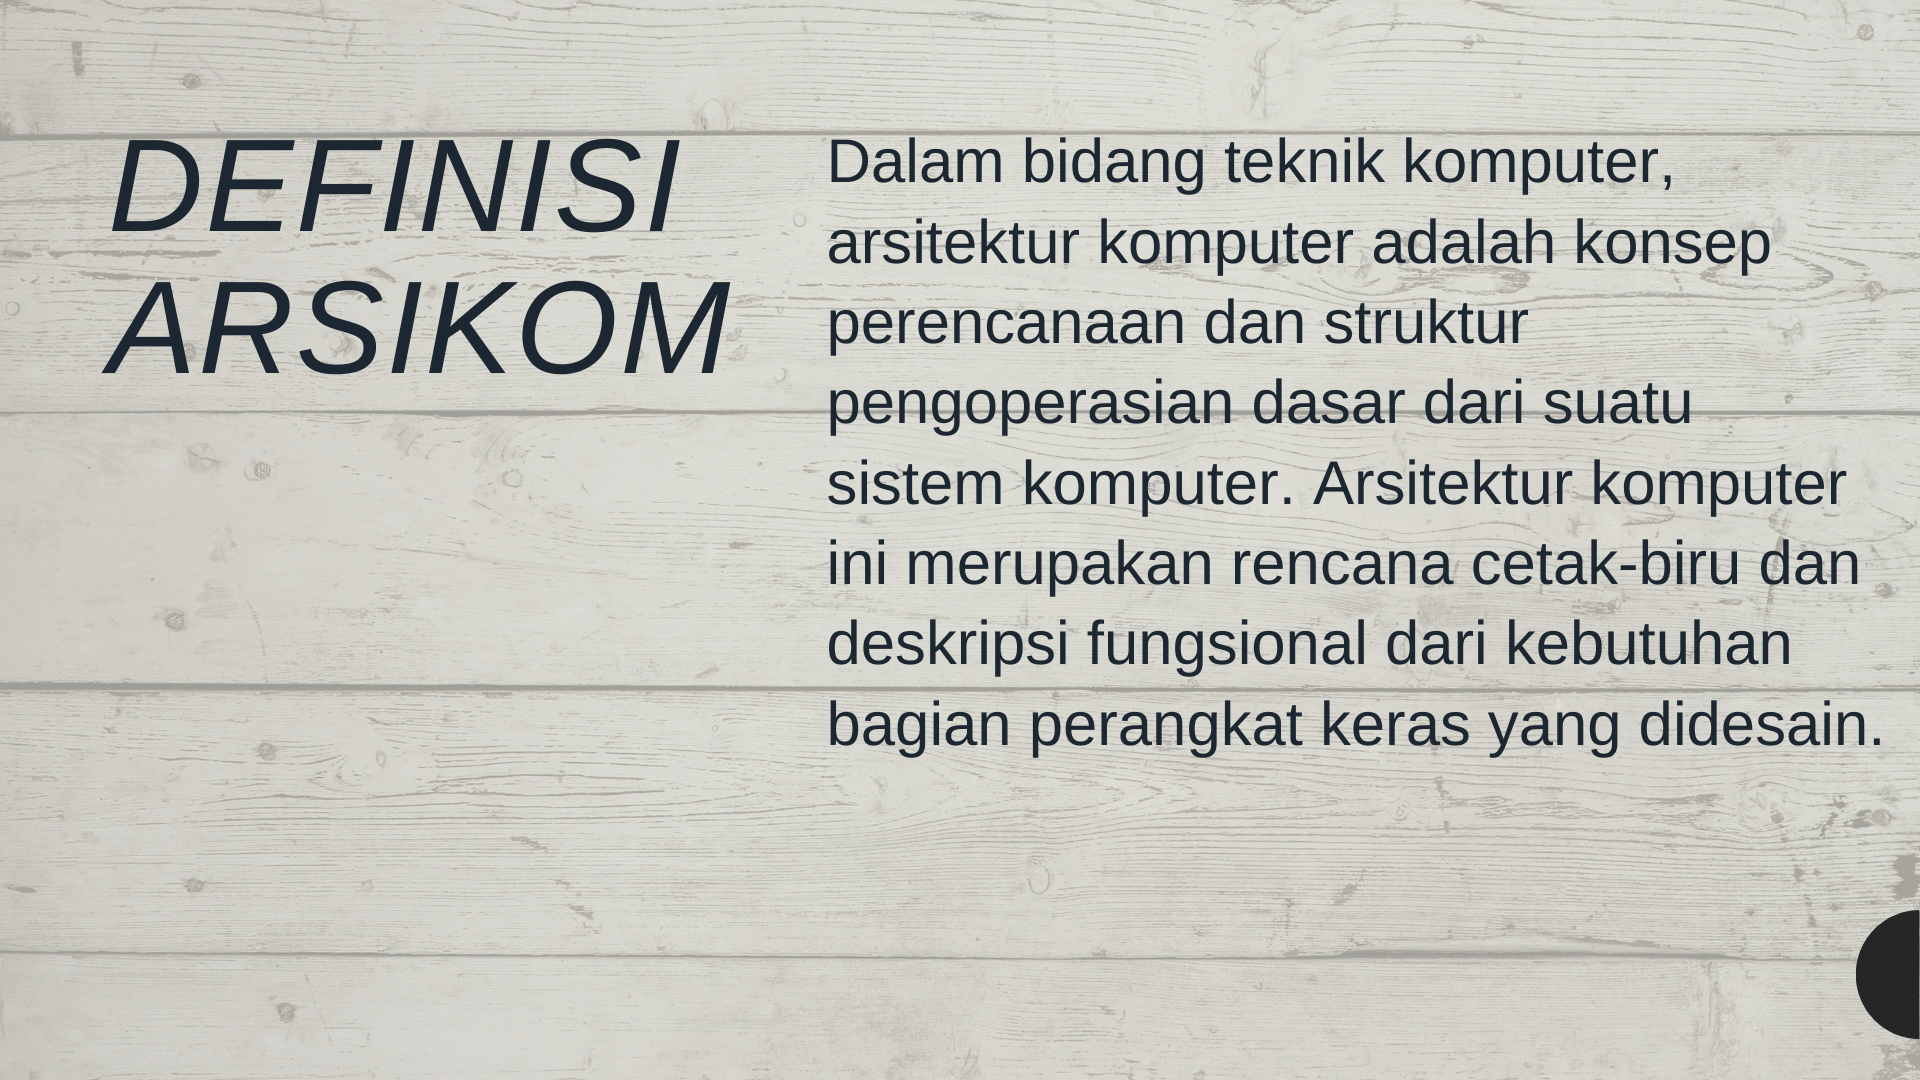 DEFINISI
ARSIKOM
Dalam bidang teknik komputer,
arsitektur komputer adalah konsep
perencanaan dan struktur
pengoperasian dasar dari suatu
sistem komputer. Arsitektur komputer
ini merupakan rencana cetak-biru dan
deskripsi fungsional dari kebutuhan
bagian perangkat keras yang didesain.